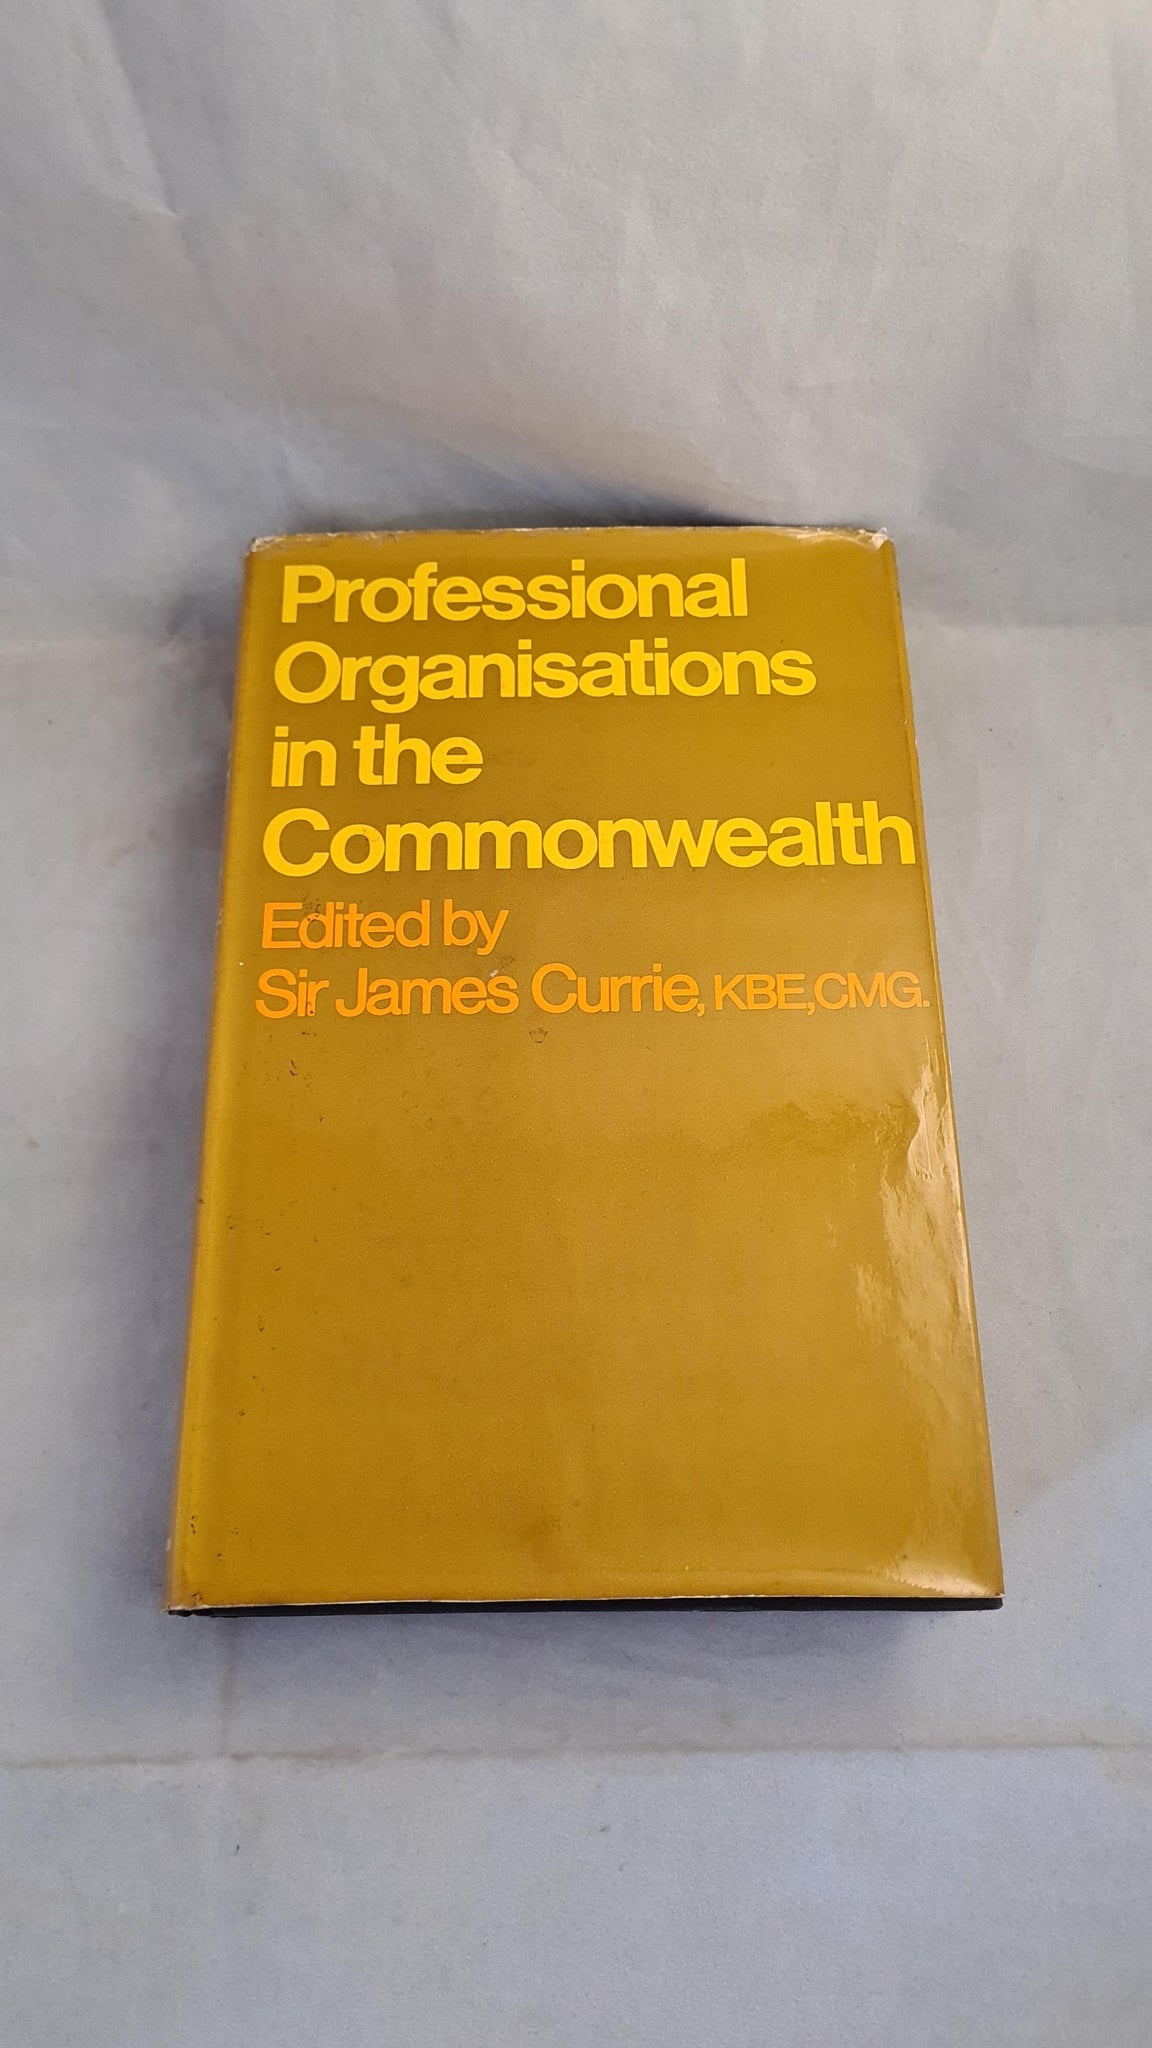 Professional
Organisations
in the
Commonwealth
Edited by
Sir James Currie, KBE,CMG.